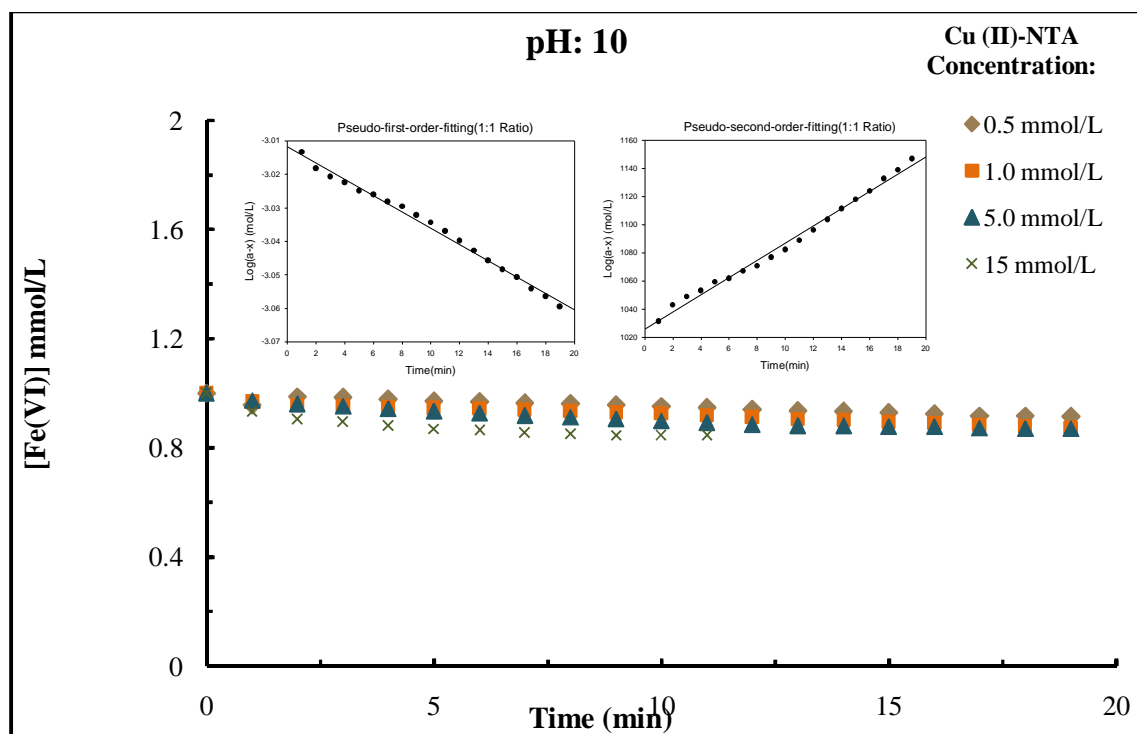 pH: 10
Cu (II)-NTA
Concentration:
0.5 mmol/L
1.0 mmol/L
5.0 mmol/L
15 mmol/L
[Fe(VI)] mmol/L
2
1.6
1.2
0.8
0.4
0
Pseudo-first-order-fitting(1:1 Ratio)
Log(a-x) (mol/L)
-3.01
-3.02
-3.03
-3.04
-3.05
-3.06
-3.07
0 2 4 6 8 10 12 14 16 18 20
Time(min)
Pseudo-second-order-fitting(1:1 Ratio)
Log(a-x) (mol/L)
1160
1140
1120
1100
1080
1060
1040
1020
0 2 4 6 8 10 12 14 16 18 20
Time(min)
0 5 10 15 20
Time (min)